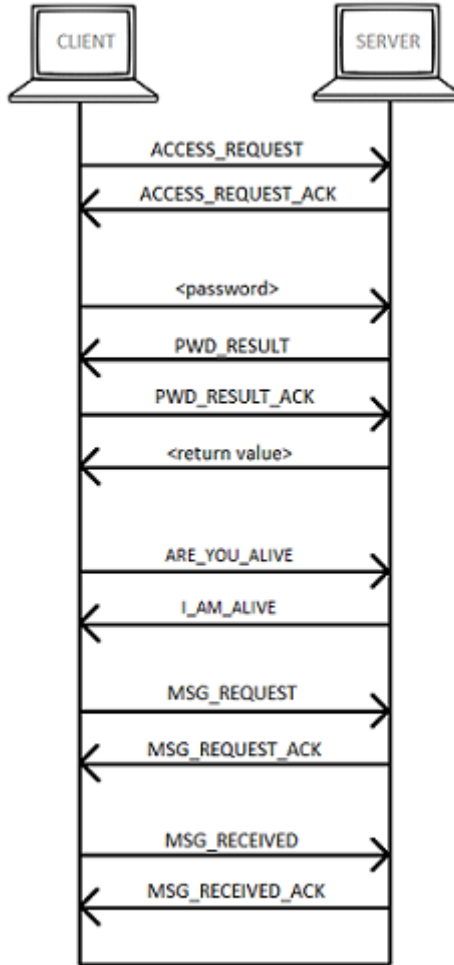 CLIENT
SERVER
ACCESS_REQUEST
ACCESS_REQUEST_ACK
<password>
PWD_RESULT
PWD_RESULT_ACK
<return value>
ARE_YOU_ALIVE
I_AM_ALIVE
MSG_REQUEST
MSG_REQUEST_ACK
MSG_RECEIVED
MSG_RECEIVED_ACK